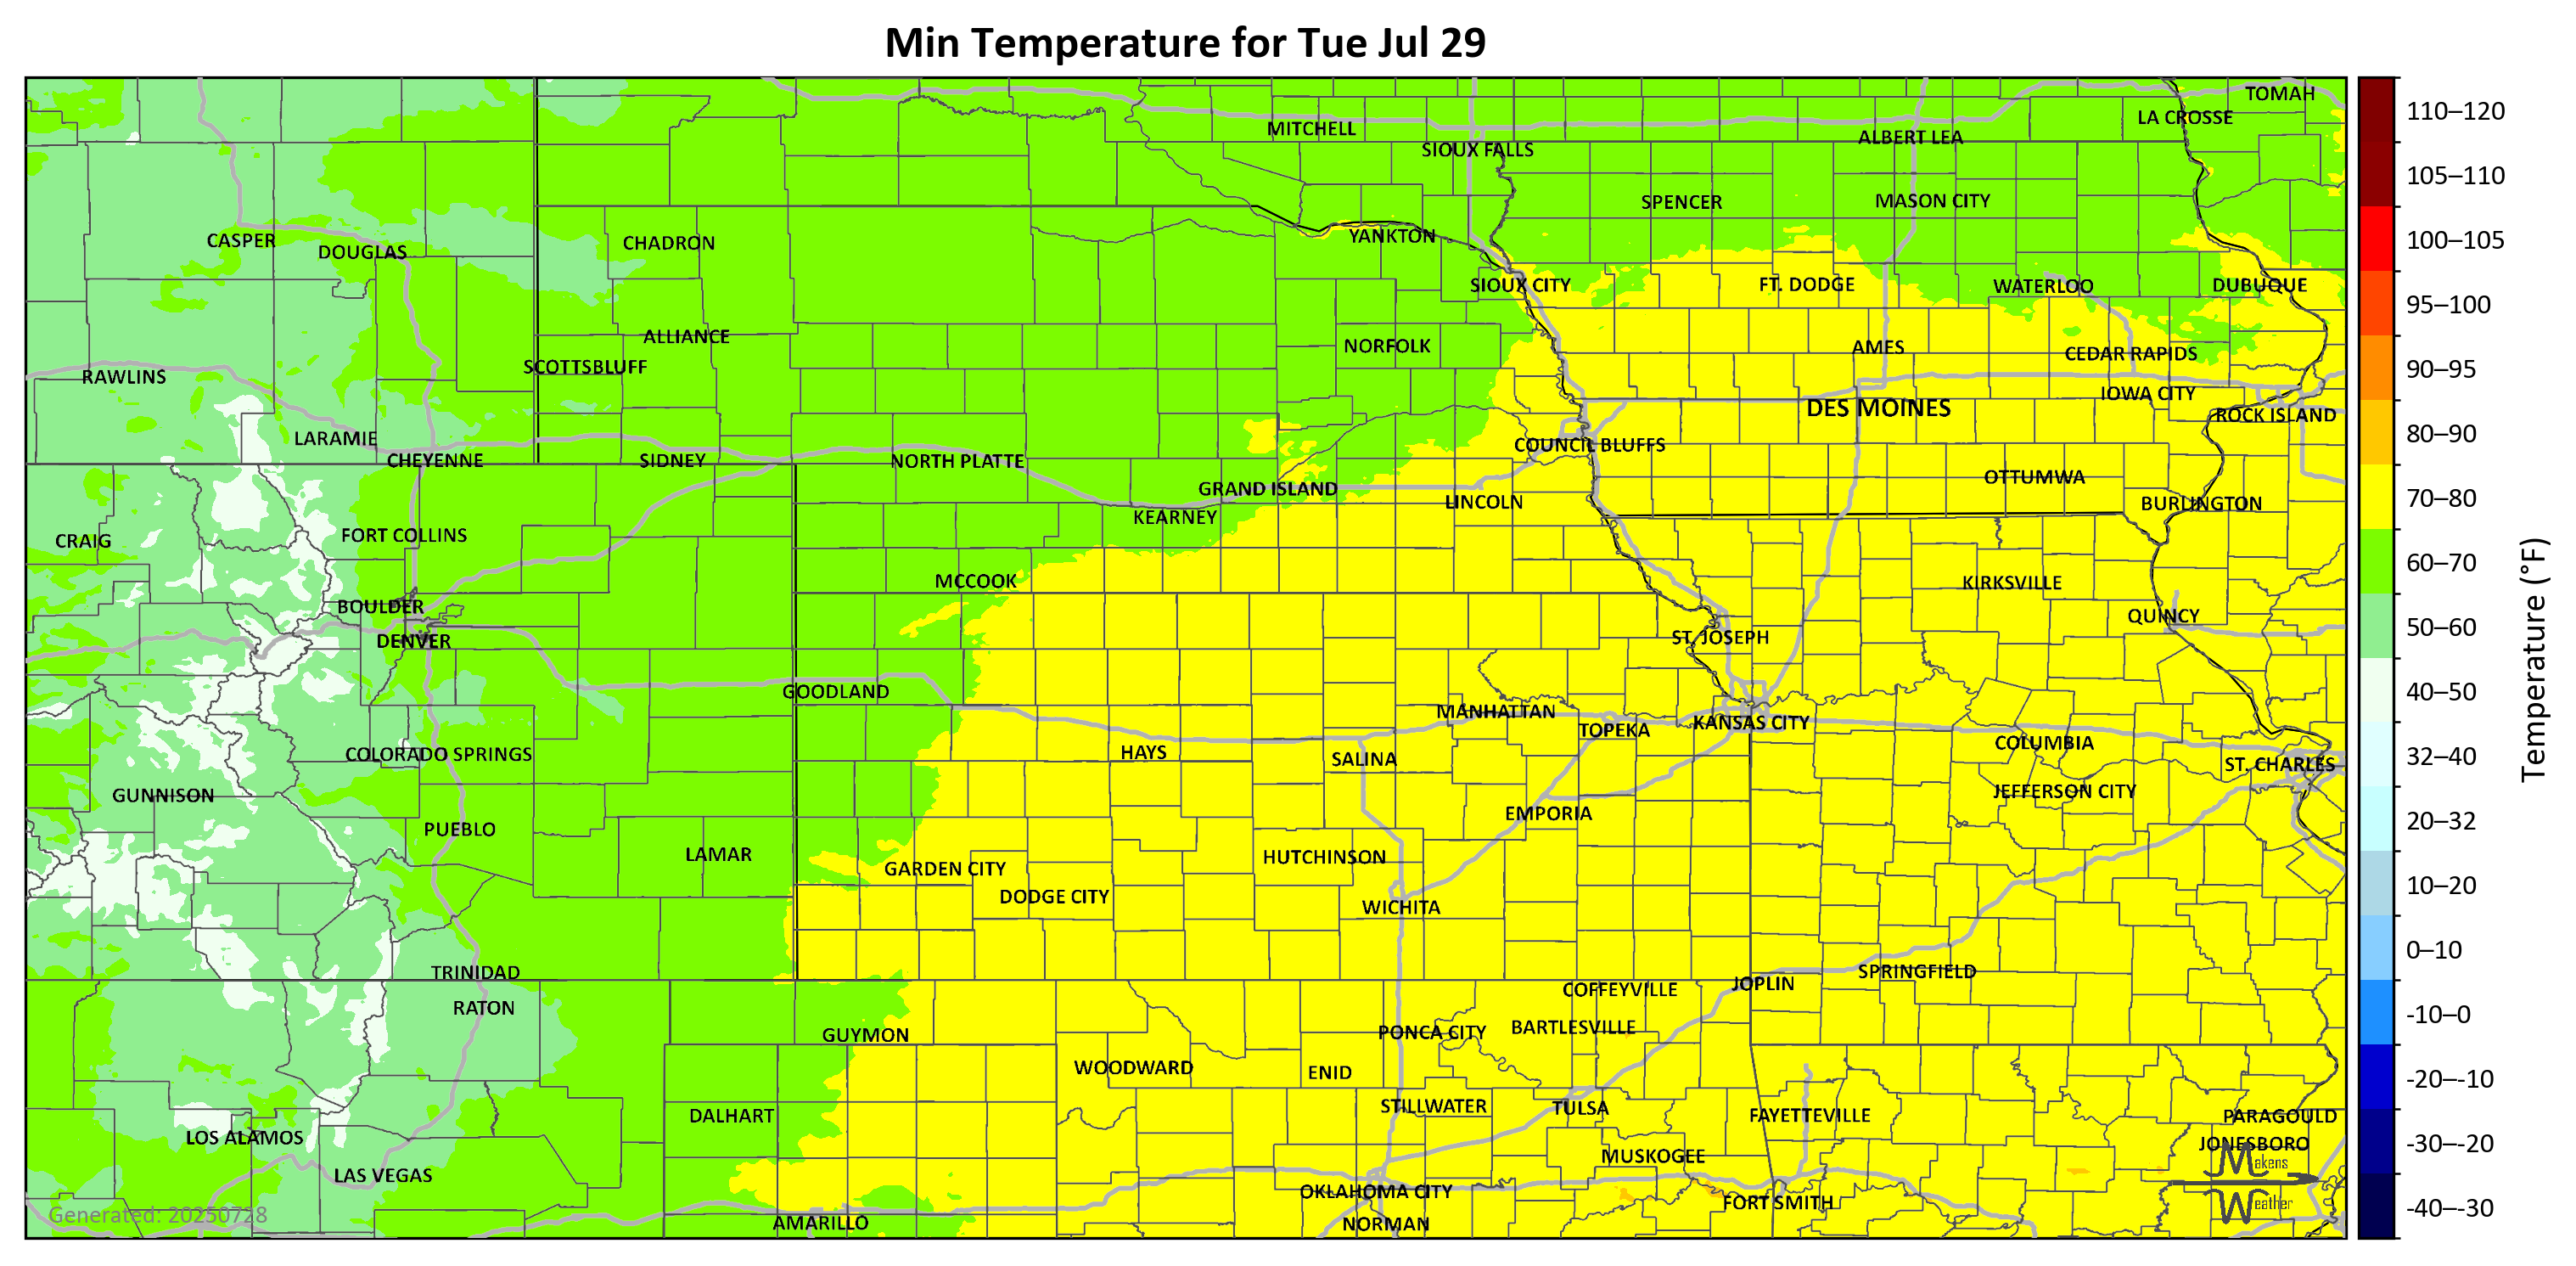 Min Temperature for Tue Jul 29
TOMAH
LA CROSSE
MITCHELL
ALBERT LEA
SIOUX FALLS
SPENCER
MASON CITY
CASPER
DOUGLAS
CHADRON
YANKTON
SIOUX CITY
FT. DODGE
WATERLOO
DUBUQUE
ALLIANCE
NORFOLK
AMES
CEDAR RAPIDS
SCOTTSBLUFF
RAWLINS
IOWA CITY
DES MOINES
ROCK ISLAND
LARAMIE
COUNCIL BLUFFS
CHEYENNE
SIDNEY
NORTH PLATTE
OTTUMWA
GRAND ISLAND
LINCOLN
BURLINGTON
KEARNEY
CRAIG
FORT COLLINS
MCCOOK
KIRKSVILLE
BOULDER
QUINCY
DENVER
ST. JOSEPH
GOODLAND
MANHATTAN
TOPEKA
KANSAS CITY
COLUMBIA
COLORADO SPRINGS
HAYS
SALINA
ST. CHARLES
GUNNISON
JEFFERSON CITY
EMPORIA
PUEBLO
LAMAR
HUTCHINSON
GARDEN CITY
DODGE CITY
WICHITA
TRINIDAD
SPRINGFIELD
JOPLIN
COFFEYVILLE
RATON
GUYMON
PONCA CITY
BARTLESVILLE
WOODWARD
ENID
STILLWATER
TULSA
DALHART
FAYETTEVILLE
PARAGOULD
LOS ALAMOS
JONESBORO
MUSKOGEE
LAS VEGAS
OKLAHOMA CITY
FORT SMITH
AMARILLO
NORMAN
Makens
Weather
Generated: 20250728
110–120
105–110
100–105
95–100
90–95
80–90
70–80
60–70
50–60
40–50
32–40
20–32
10–20
0–10
-10–0
-20–-10
-30–-20
-40–-30
Temperature (°F)